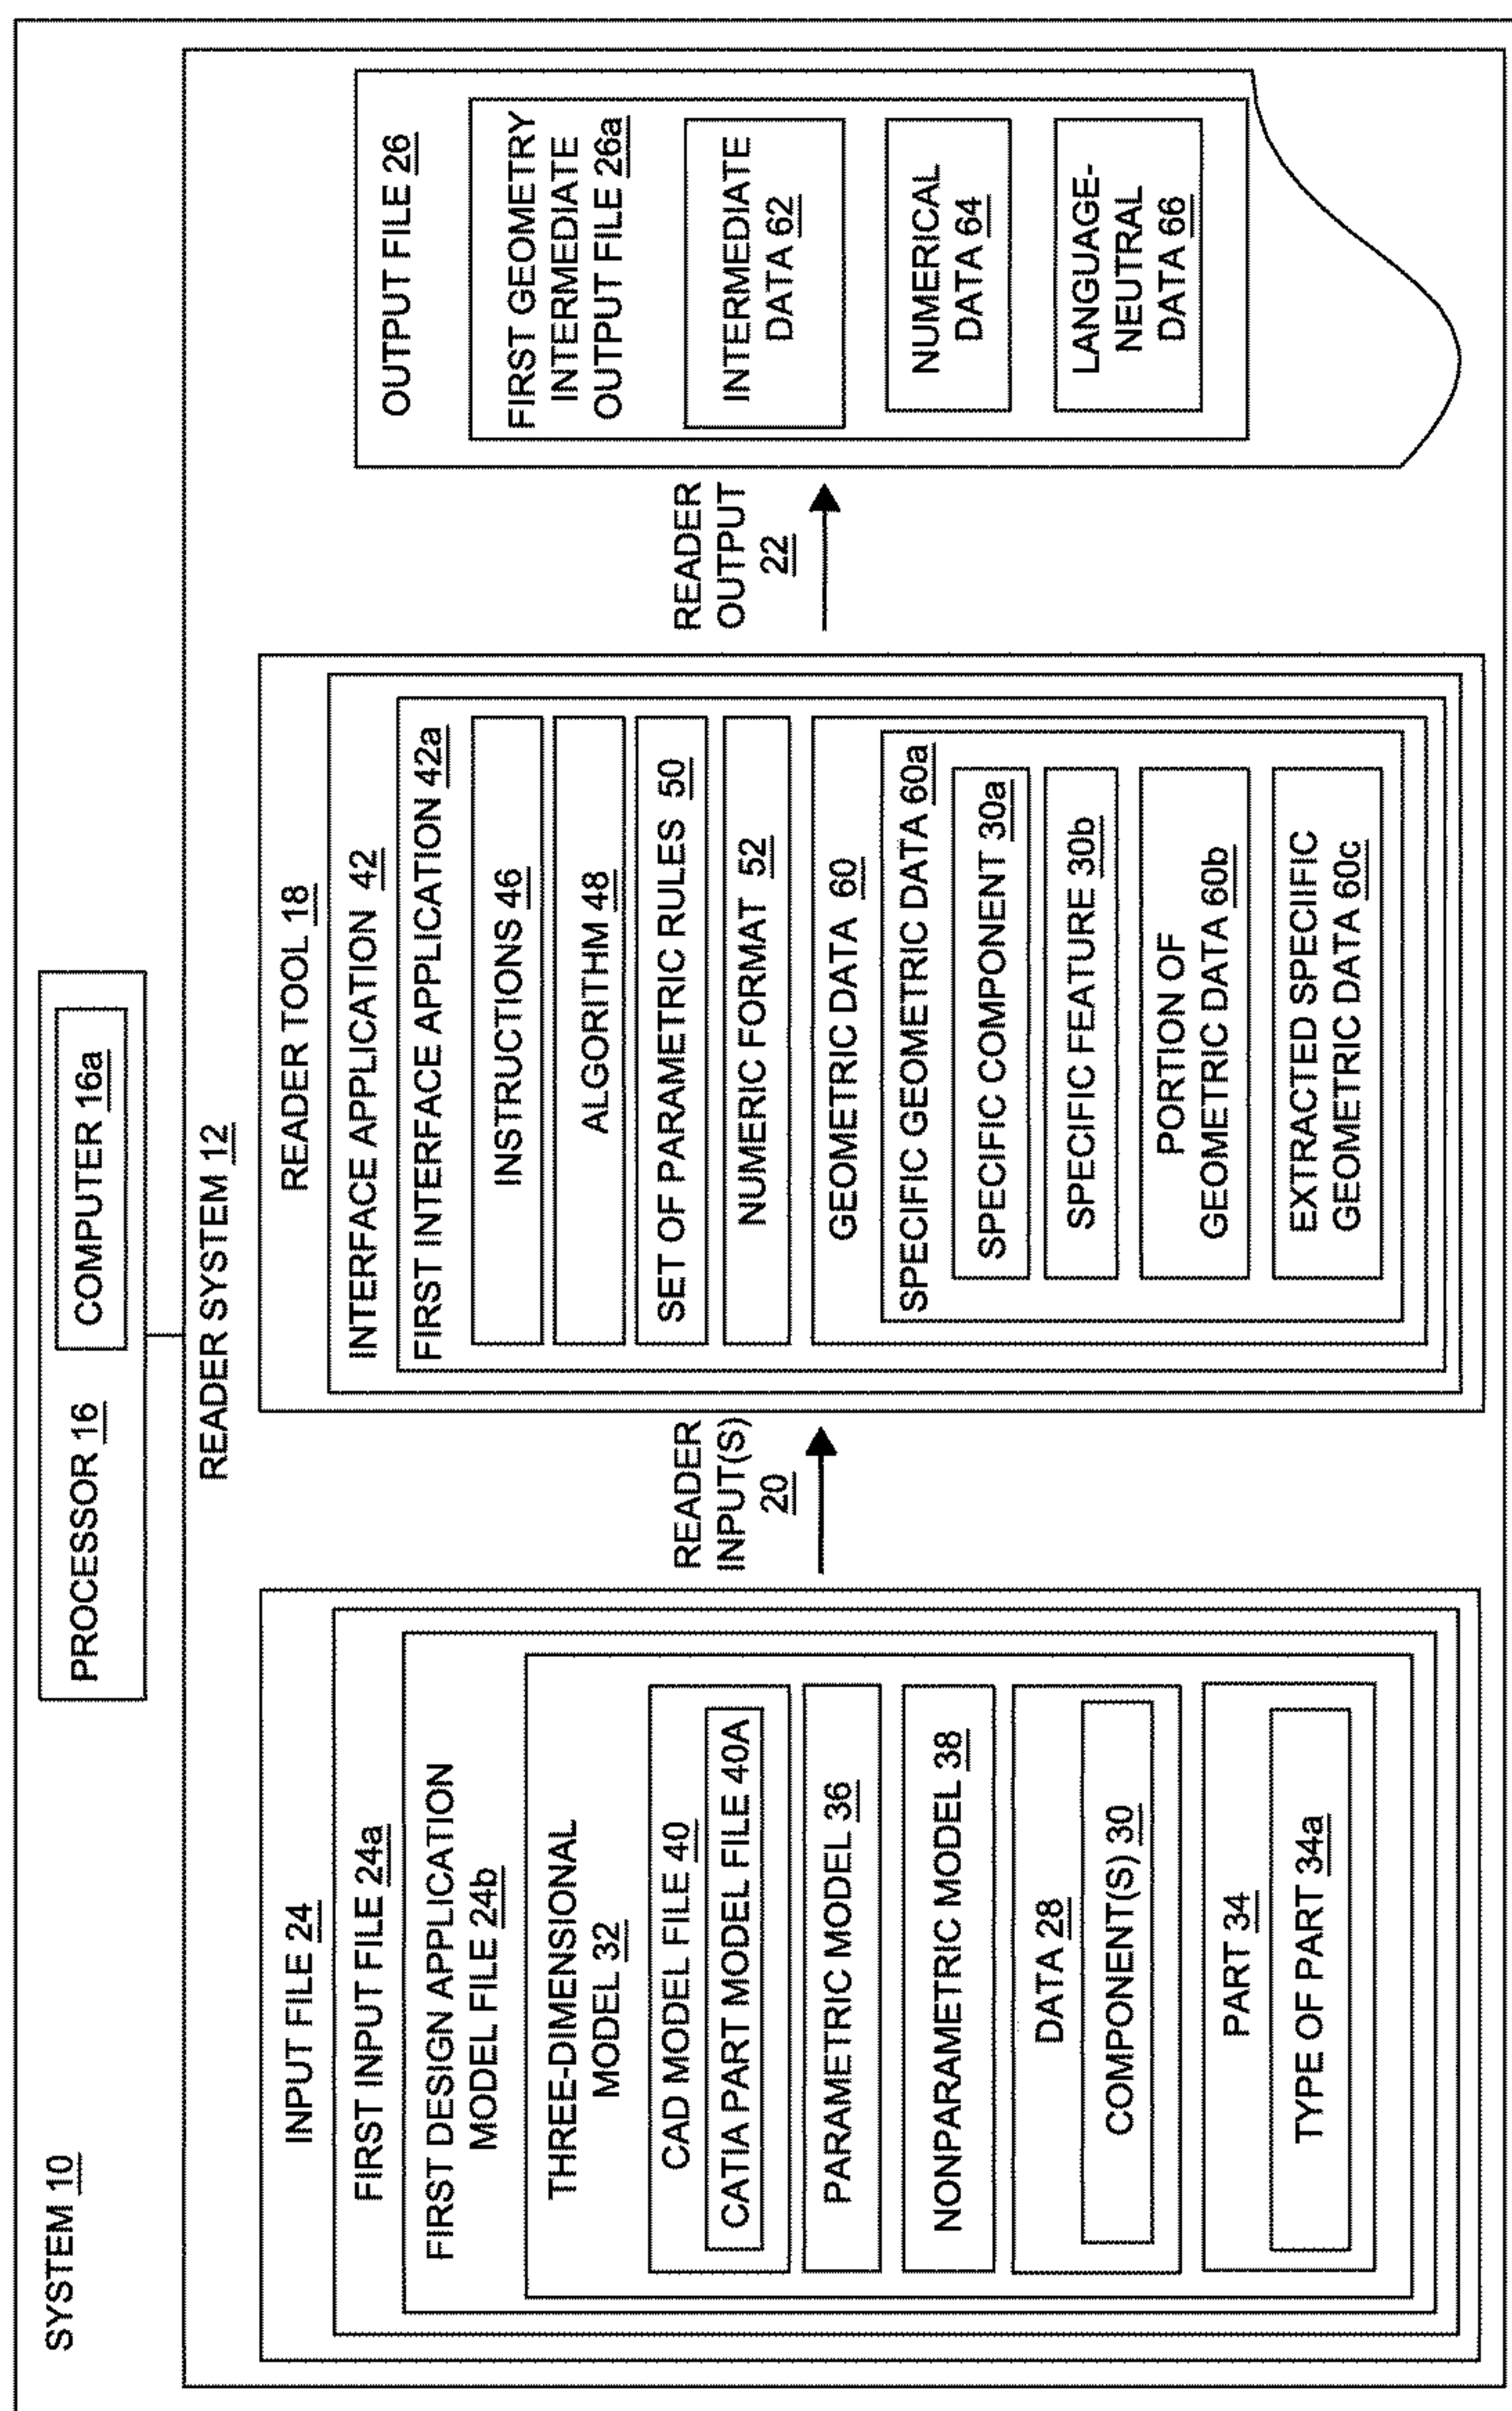 SYSTEM 10
PROCESSOR 16
COMPUTER 16a
READER SYSTEM 12
INPUT FILE 24
FIRST INPUT FILE 24a
FIRST DESIGN APPLICATION
MODEL FILE 24b
THREE-DIMENSIONAL
MODEL 32
CAD MODEL FILE 40
CATIA PART MODEL FILE 40A
PARAMETRIC MODEL 36
NONPARAMETRIC MODEL 38
DATA 28
COMPONENT(S) 30
PART 34
TYPE OF PART 34a
READER
INPUT(S)
20
READER TOOL 18
INTERFACE APPLICATION 42
FIRST INTERFACE APPLICATION 42a
INSTRUCTIONS 46
ALGORITHM 48
SET OF PARAMETRIC RULES 50
NUMERIC FORMAT 52
GEOMETRIC DATA 60
SPECIFIC GEOMETRIC DATA 60a
SPECIFIC COMPONENT 30a
SPECIFIC FEATURE 30b
PORTION OF
GEOMETRIC DATA 60b
EXTRACTED SPECIIFIC
GEOMETRIC DATA 60c
READER
OUTPUT
22
OUTPUT FILE 26
FIRST GEOMETRY
INTERMEDIATE
OUTPUT FILE 26a
INTERMEDIATE
DATA 62
NUMERICAL
DATA 64
LANGUAGE-
NEUTRAL
DATA 66